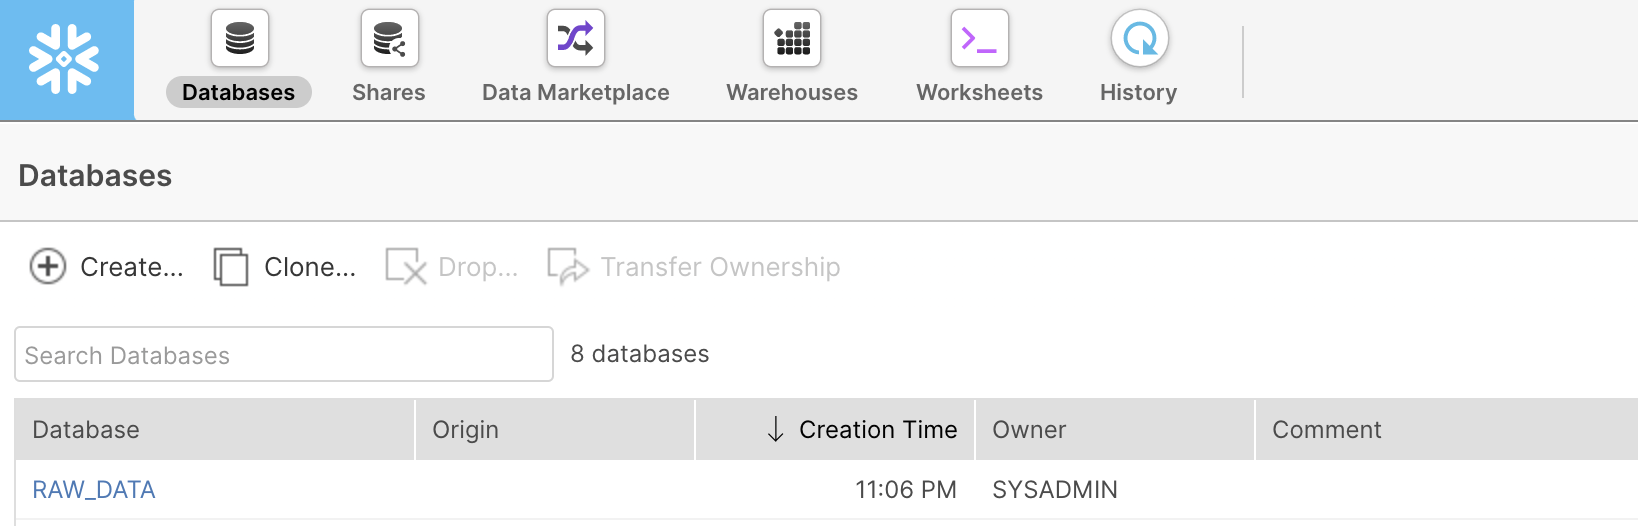 Databases Shares Data Marketplace Warehouses Worksheets History
Databases
Create... Clone... Drop... Transfer Ownership
Search Databases 8 databases
Database Origin ↓ Creation Time Owner Comment
RAW_DATA 11:06 PM SYSADMIN